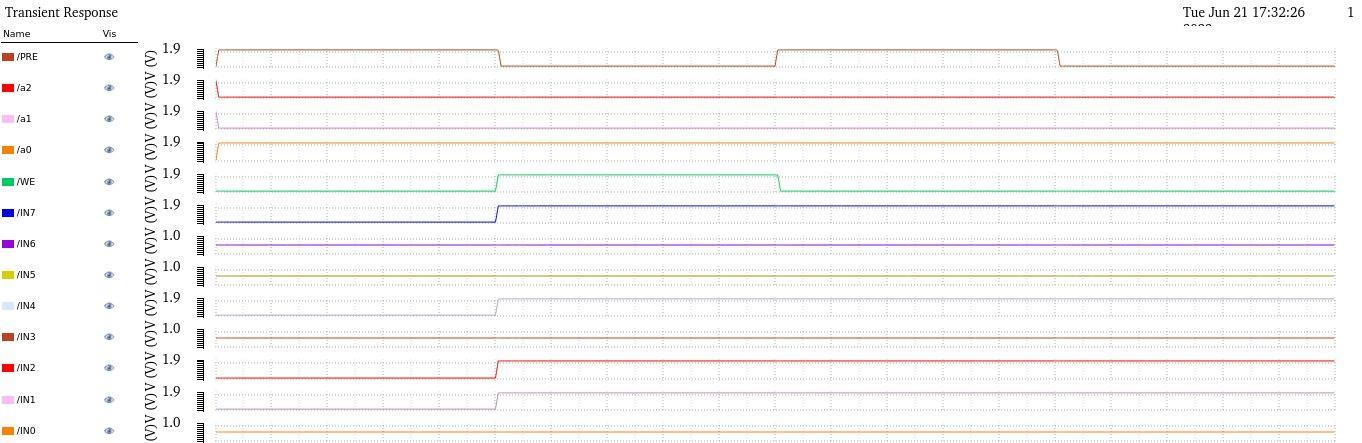 Transient Response
Tue Jun 21 17:32:26
1
Name Vis
/PRE 1.9
/a2 1.9
/a1 1.9
/a0 1.9
/WE 1.9
/IN7 1.9
/IN6 1.0
/IN5 1.0
/IN4 1.9
/IN3 1.0
/IN2 1.9
/IN1 1.9
/IN0 1.0